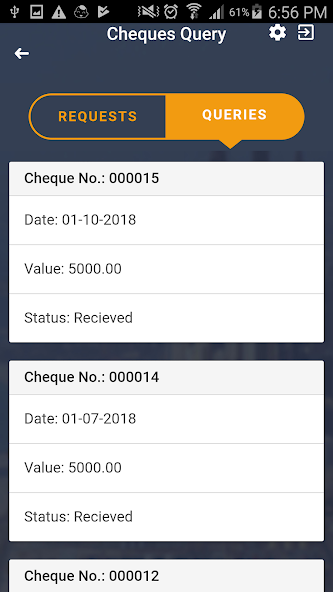 61% 6:56 PM
Cheques Query
REQUESTS
QUERIES
Cheque No.: 000015
Date: 01-10-2018
Value: 5000.00
Status: Recieved
Cheque No.: 000014
Date: 01-07-2018
Value: 5000.00
Status: Recieved
Cheque No.: 000012